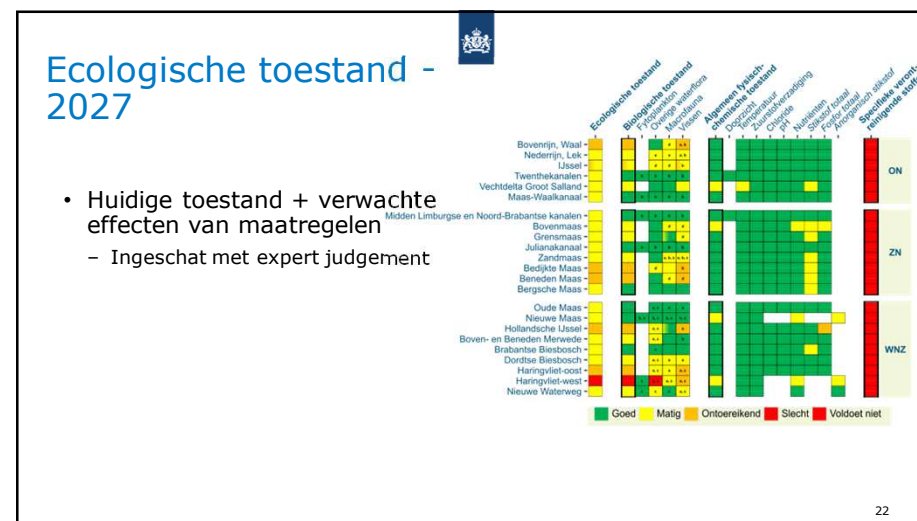 Ecologische toestand -
2027
• Huidige toestand + verwachte
effecten van maatregelen
– Ingeschat met expert judgement
Ecologische toestand
Biologische toestand
Fytoplankton
Overige waterflora
Macrofauna
Vissen
Algemeen fysisch-
chemische toestand
Doorzicht
Temperatuur
Zuurstofverzadiging
Chloride
pH
Nutriënten
Stikstof totaal
Fosfor totaal
Anorganisch stikstof
Specifieke veront-
reinigende stoffen
Bovenrijn, Waal
Nederrijn, Lek
IJssel
Twenthekanalen
Vechtdelta Groot Salland
Maas-Waalkanaal
ON
Midden Limburgse en Noord-Brabantse kanalen
Bovenmaas
Grensmaas
Julianakanaal
Zandmaas
Bedijkte Maas
Beneden Maas
Bergsche Maas
ZN
Oude Maas
Nieuwe Maas
Hollandsche IJssel
Boven- en Beneden Merwede
Brabantse Biesbosch
Dordtse Biesbosch
Haringvliet-oost
Haringvliet-west
Nieuwe Waterweg
WNZ
Goed Matig Ontoereikend Slecht Voldoet niet
22